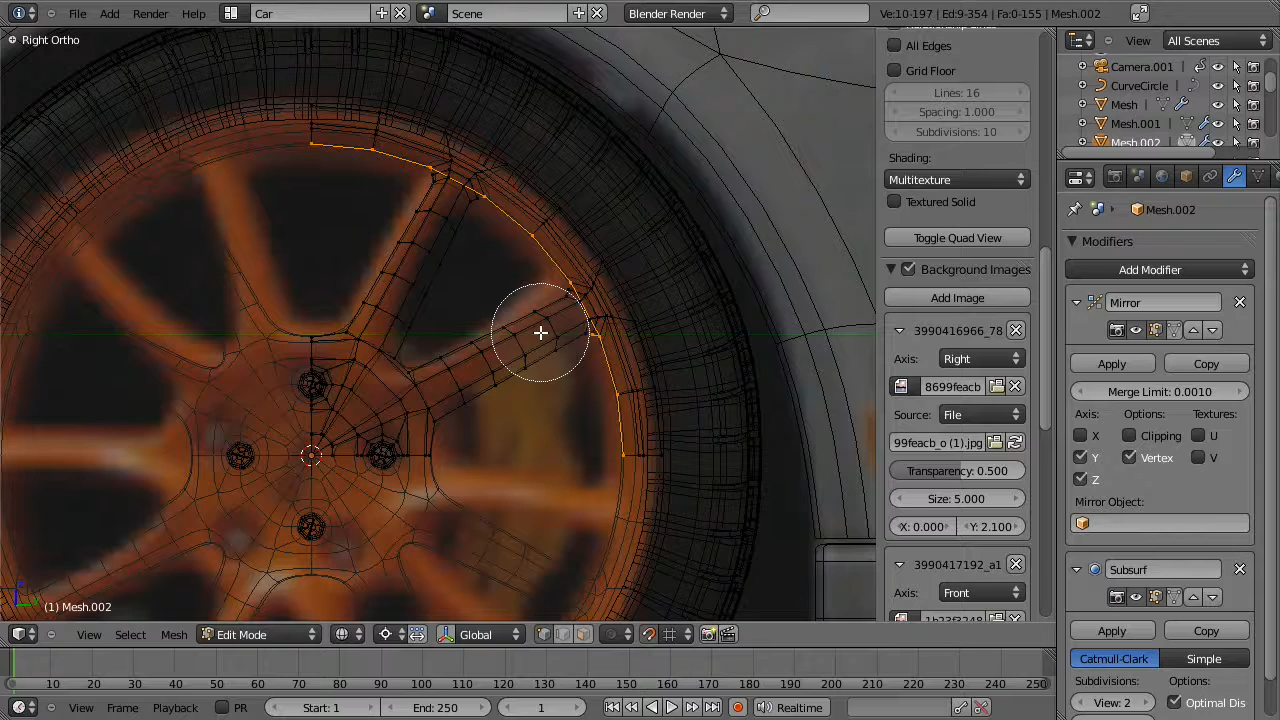 File Add Render Help Car Scene Blender Render Ve:10-197 | Ed:9-354 | Fa:0-155 | Mesh.002
Right Ortho
(1) Mesh.002
All Edges
Grid Floor
Lines: 16
Spacing: 1.000
Subdivisions: 10
Shading:
Multitexture
Textured Solid
Toggle Quad View
Background Images
Add Image
3990416966_78
Axis: Right
8699feacb
Source: File
99feacb_o (1).jpg
Transparency: 0.500
Size: 5.000
X: 0.000 Y: 2.100
3990417192_a1
Axis: Front
View All Scenes
Camera.001
CurveCircle
Mesh
Mesh.001
Mesh.002
Mesh.002
Modifiers
Add Modifier
Mirror
Apply Copy
Merge Limit: 0.0010
Axis: Options: Textures:
X Clipping U
Y Vertex V
Z
Mirror Object:
Subsurf
Apply Copy
Catmull-Clark Simple
Subdivisions: Options:
View: 2 Optimal Dis
View Select Mesh Edit Mode Global
10 20 30 40 50 60 70 80 90 100 110 120 130 140 150 160 170 180 190 200 210 220 230 240 250
View Frame Playback PR Start: 1 End: 250 1 Realtime